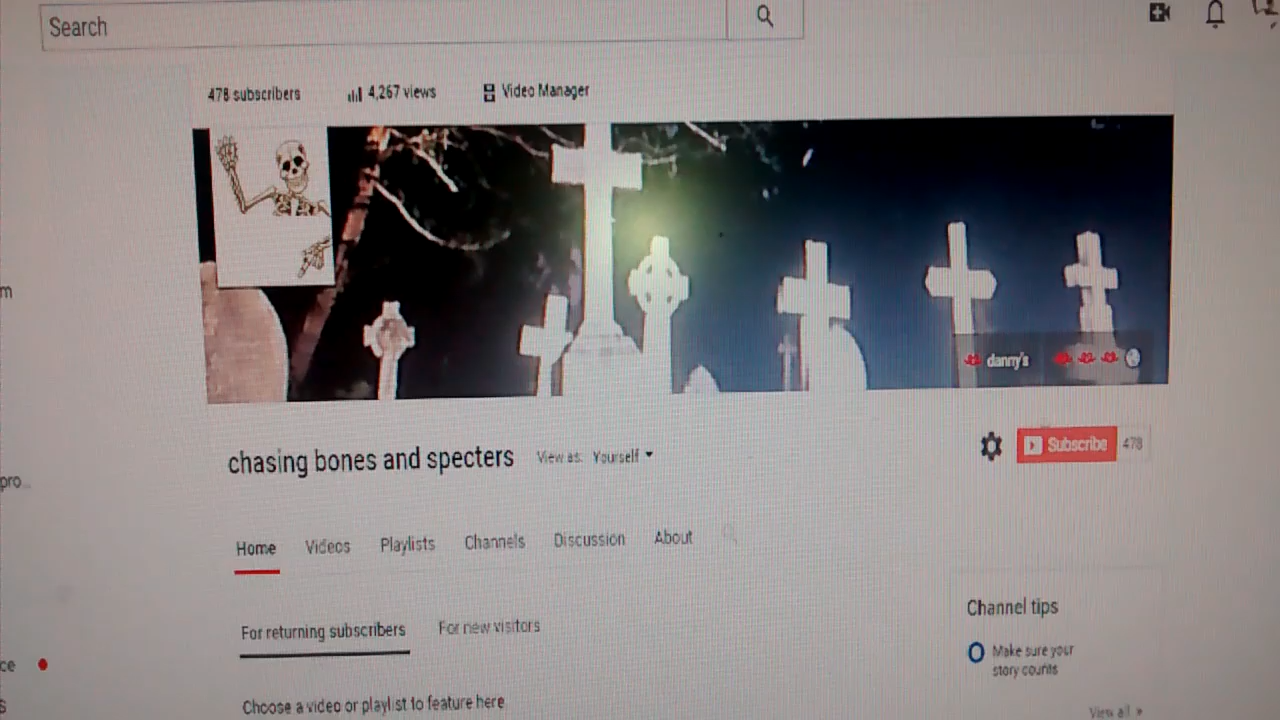 Search
478 subscribers 4,267 views Video Manager
danny's
chasing bones and specters View as: Yourself
Subscribe 478
Home Videos Playlists Channels Discussion About
For returning subscribers For new visitors
Choose a video or playlist to feature here
Channel tips
Make sure your
story counts
View all »
m
pro...
ce
s